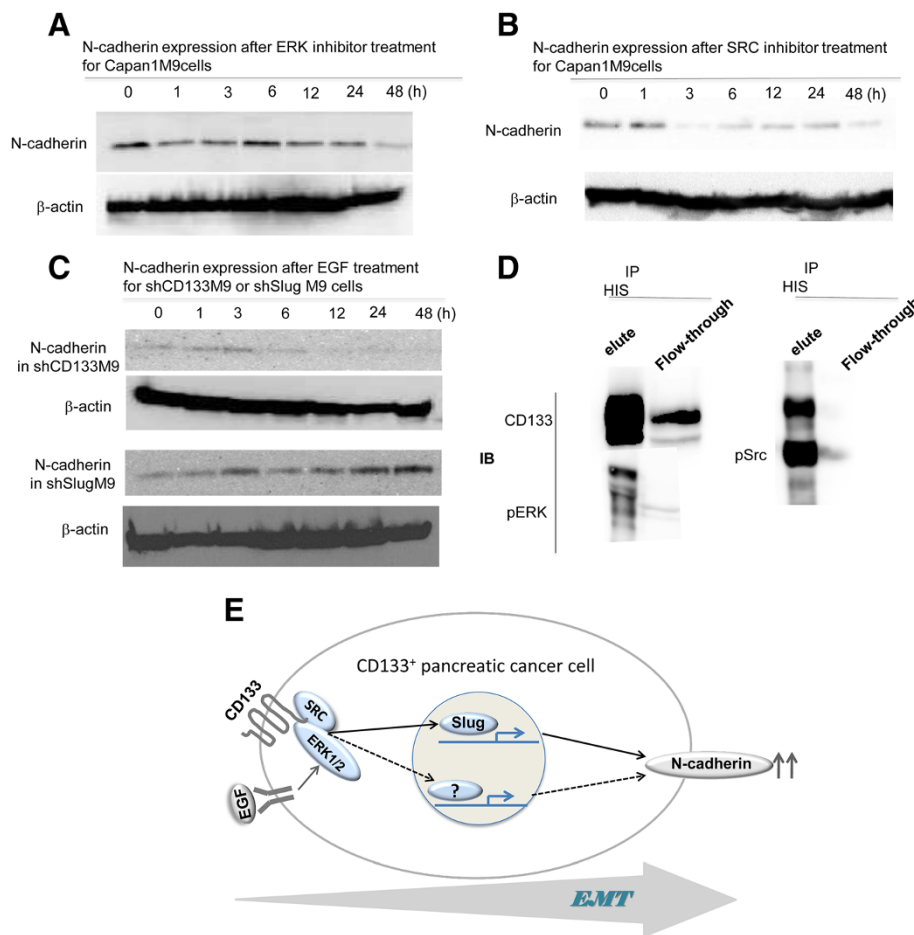 A
N-cadherin expression after ERK inhibitor treatment
for Capan1M9cells
0 1 3 6 12 24 48 (h)
N-cadherin
β-actin
B
N-cadherin expression after SRC inhibitor treatment
for Capan1M9cells
0 1 3 6 12 24 48 (h)
N-cadherin
β-actin
C
N-cadherin expression after EGF treatment
for shCD133M9 or shSlug M9 cells
0 1 3 6 12 24 48 (h)
N-cadherin
in shCD133M9
β-actin
N-cadherin
in shSlugM9
β-actin
D
IP
HIS
elute
Flow-through
CD133
IB
pERK
IP
HIS
elute
Flow-through
pSrc
E
CD133⁺ pancreatic cancer cell
CD133
SRC
ERK1/2
EGF
Slug
?
N-cadherin
EMT